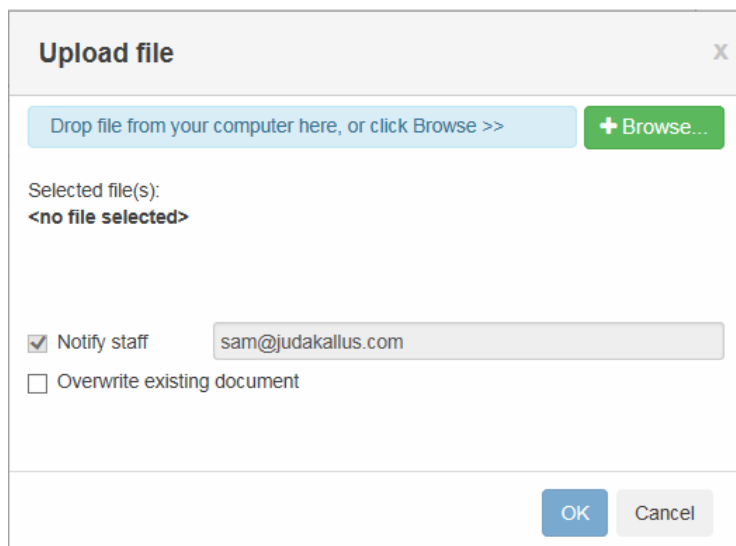 Upload file
x
Drop file from your computer here, or click Browse >>
+ Browse...
Selected file(s):
<no file selected>
Notify staff sam@judakallus.com
Overwrite existing document
OK Cancel